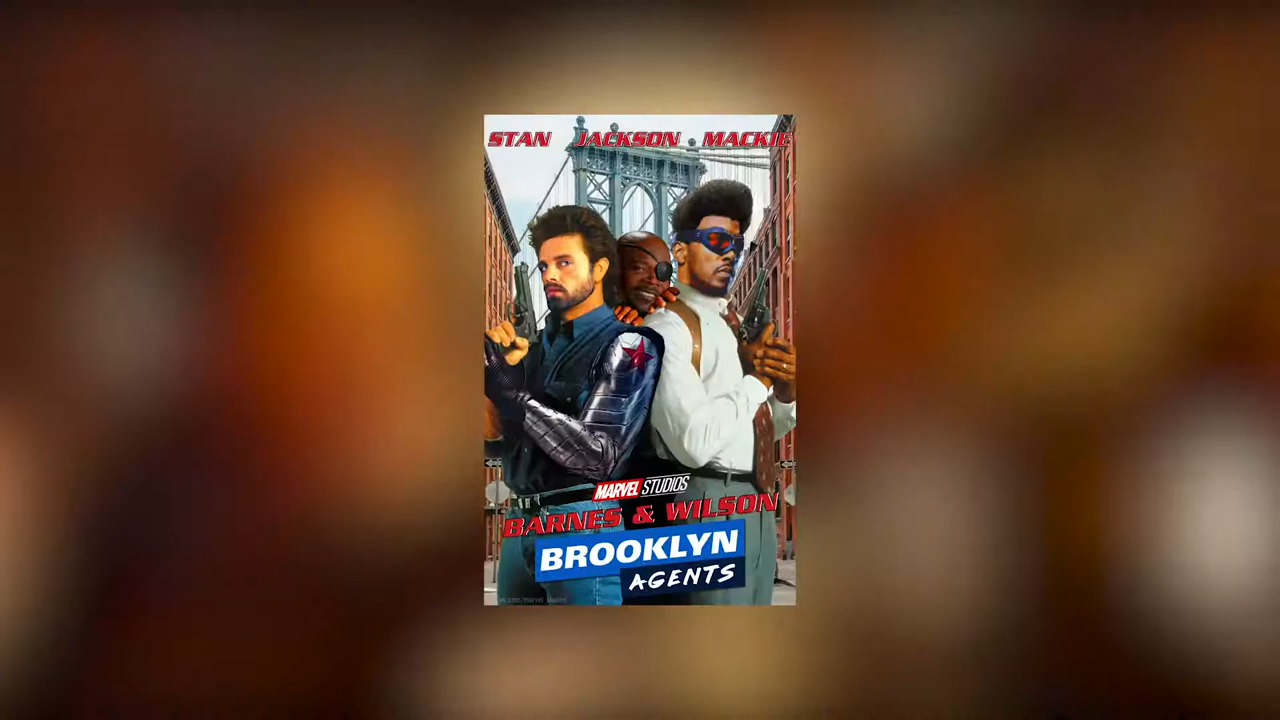 STAN JACKSON MACKIE
MARVEL STUDIOS
BARNES & WILSON
BROOKLYN
AGENTS